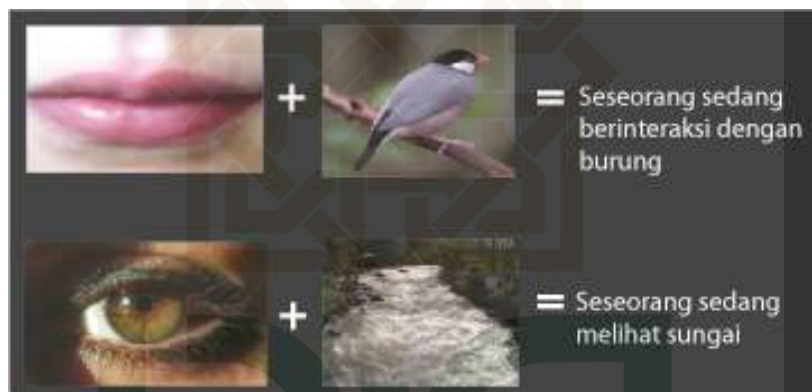 +
= Seseorang sedang
berinteraksi dengan
burung
+
= Seseorang sedang
melihat sungai